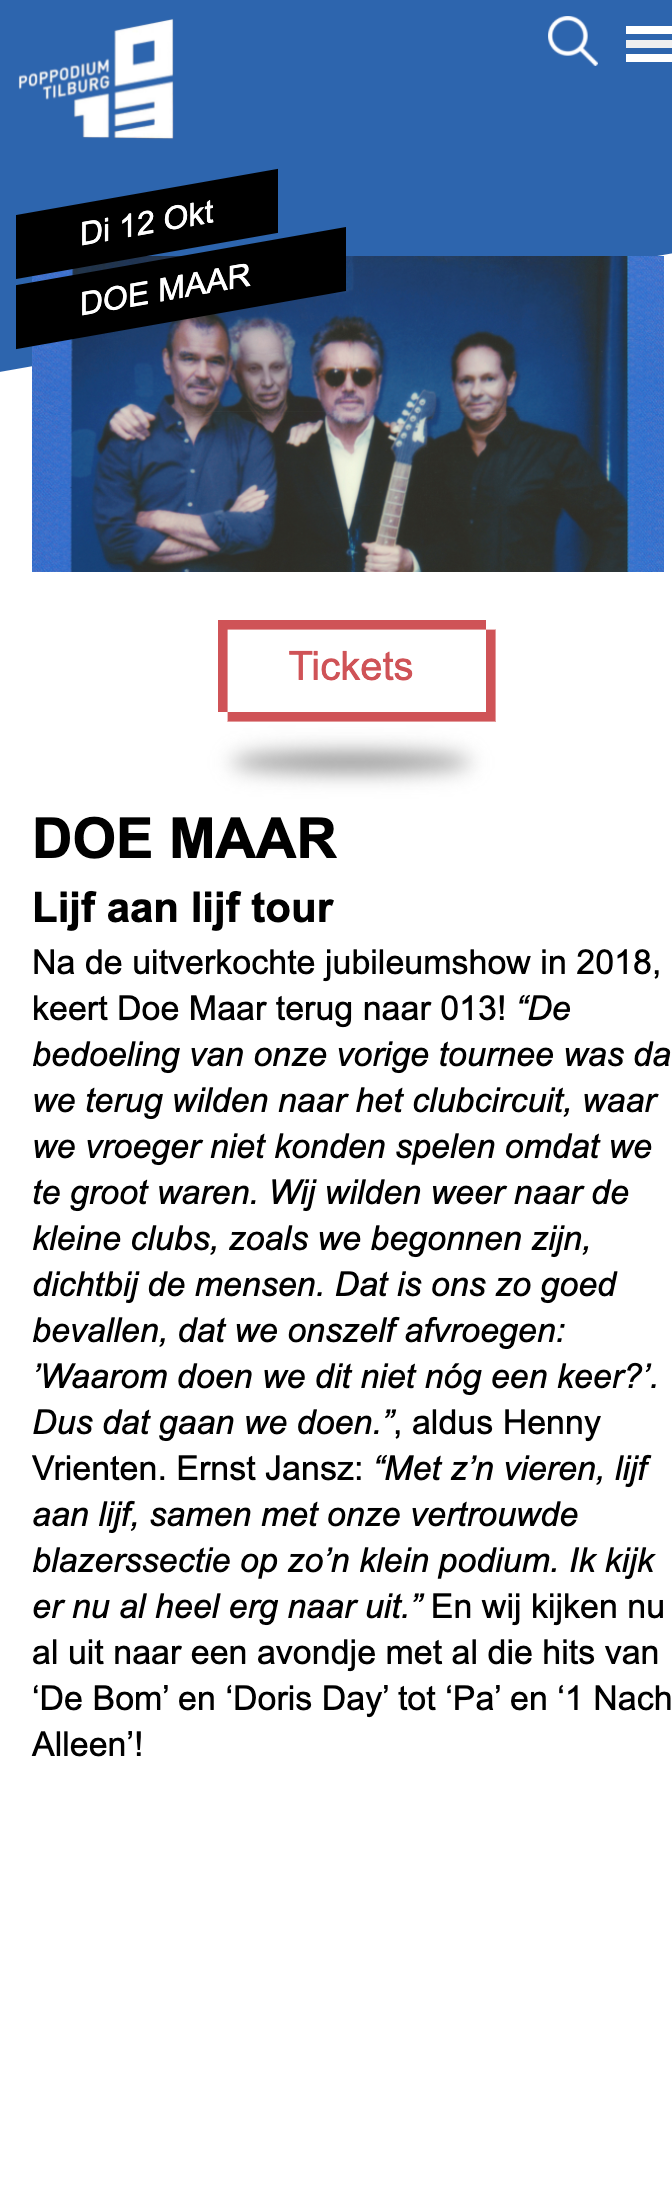 POPPODIUM
TILBURG
013
Di 12 Okt
DOE MAAR
Tickets
DOE MAAR
Lijf aan lijf tour
Na de uitverkochte jubileumshow in 2018,
keert Doe Maar terug naar 013! “De
bedoeling van onze vorige tournee was da
we terug wilden naar het clubcircuit, waar
we vroeger niet konden spelen omdat we
te groot waren. Wij wilden weer naar de
kleine clubs, zoals we begonnen zijn,
dichtbij de mensen. Dat is ons zo goed
bevallen, dat we onszelf afvroegen:
’Waarom doen we dit niet nóg een keer?’.
Dus dat gaan we doen.”, aldus Henny
Vrienten. Ernst Jansz: “Met z’n vieren, lijf
aan lijf, samen met onze vertrouwde
blazerssectie op zo’n klein podium. Ik kijk
er nu al heel erg naar uit.” En wij kijken nu
al uit naar een avondje met al die hits van
‘De Bom’ en ‘Doris Day’ tot ‘Pa’ en ‘1 Nach
Alleen’!